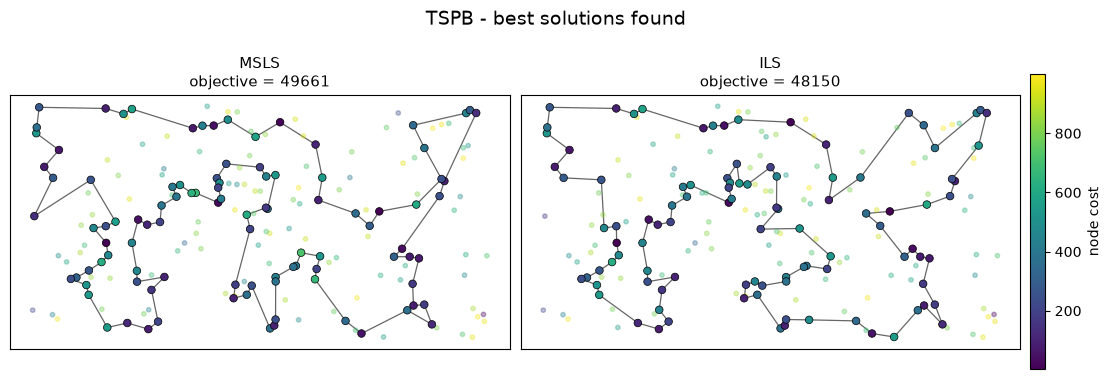 TSPB - best solutions found
MSLS
objective = 49661
ILS
objective = 48150
800
600
400
200
node cost